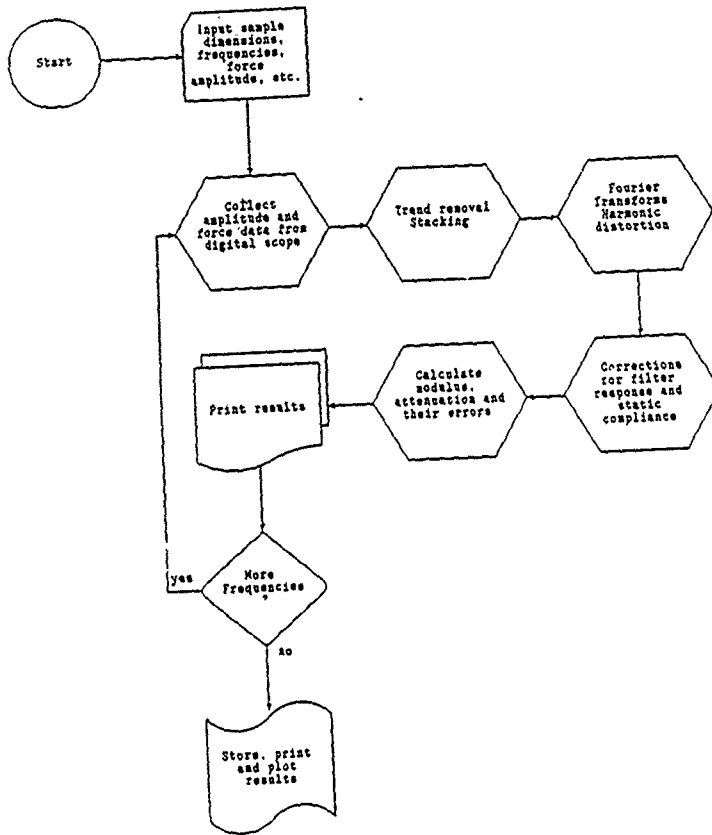 Start
Input sample
dimensions,
frequencies,
force
amplitude, etc.
Collect
amplitude and
force data from
digital scope
Trend removal
Stacking
Fourier
Transforms
Harmonic
distortion
Corrections
for filter
response and
static
compliance
Calculate
modulus,
attenuation and
their errors
Print results
More
Frequencies
?
yes
no
Store, print
and plot
results